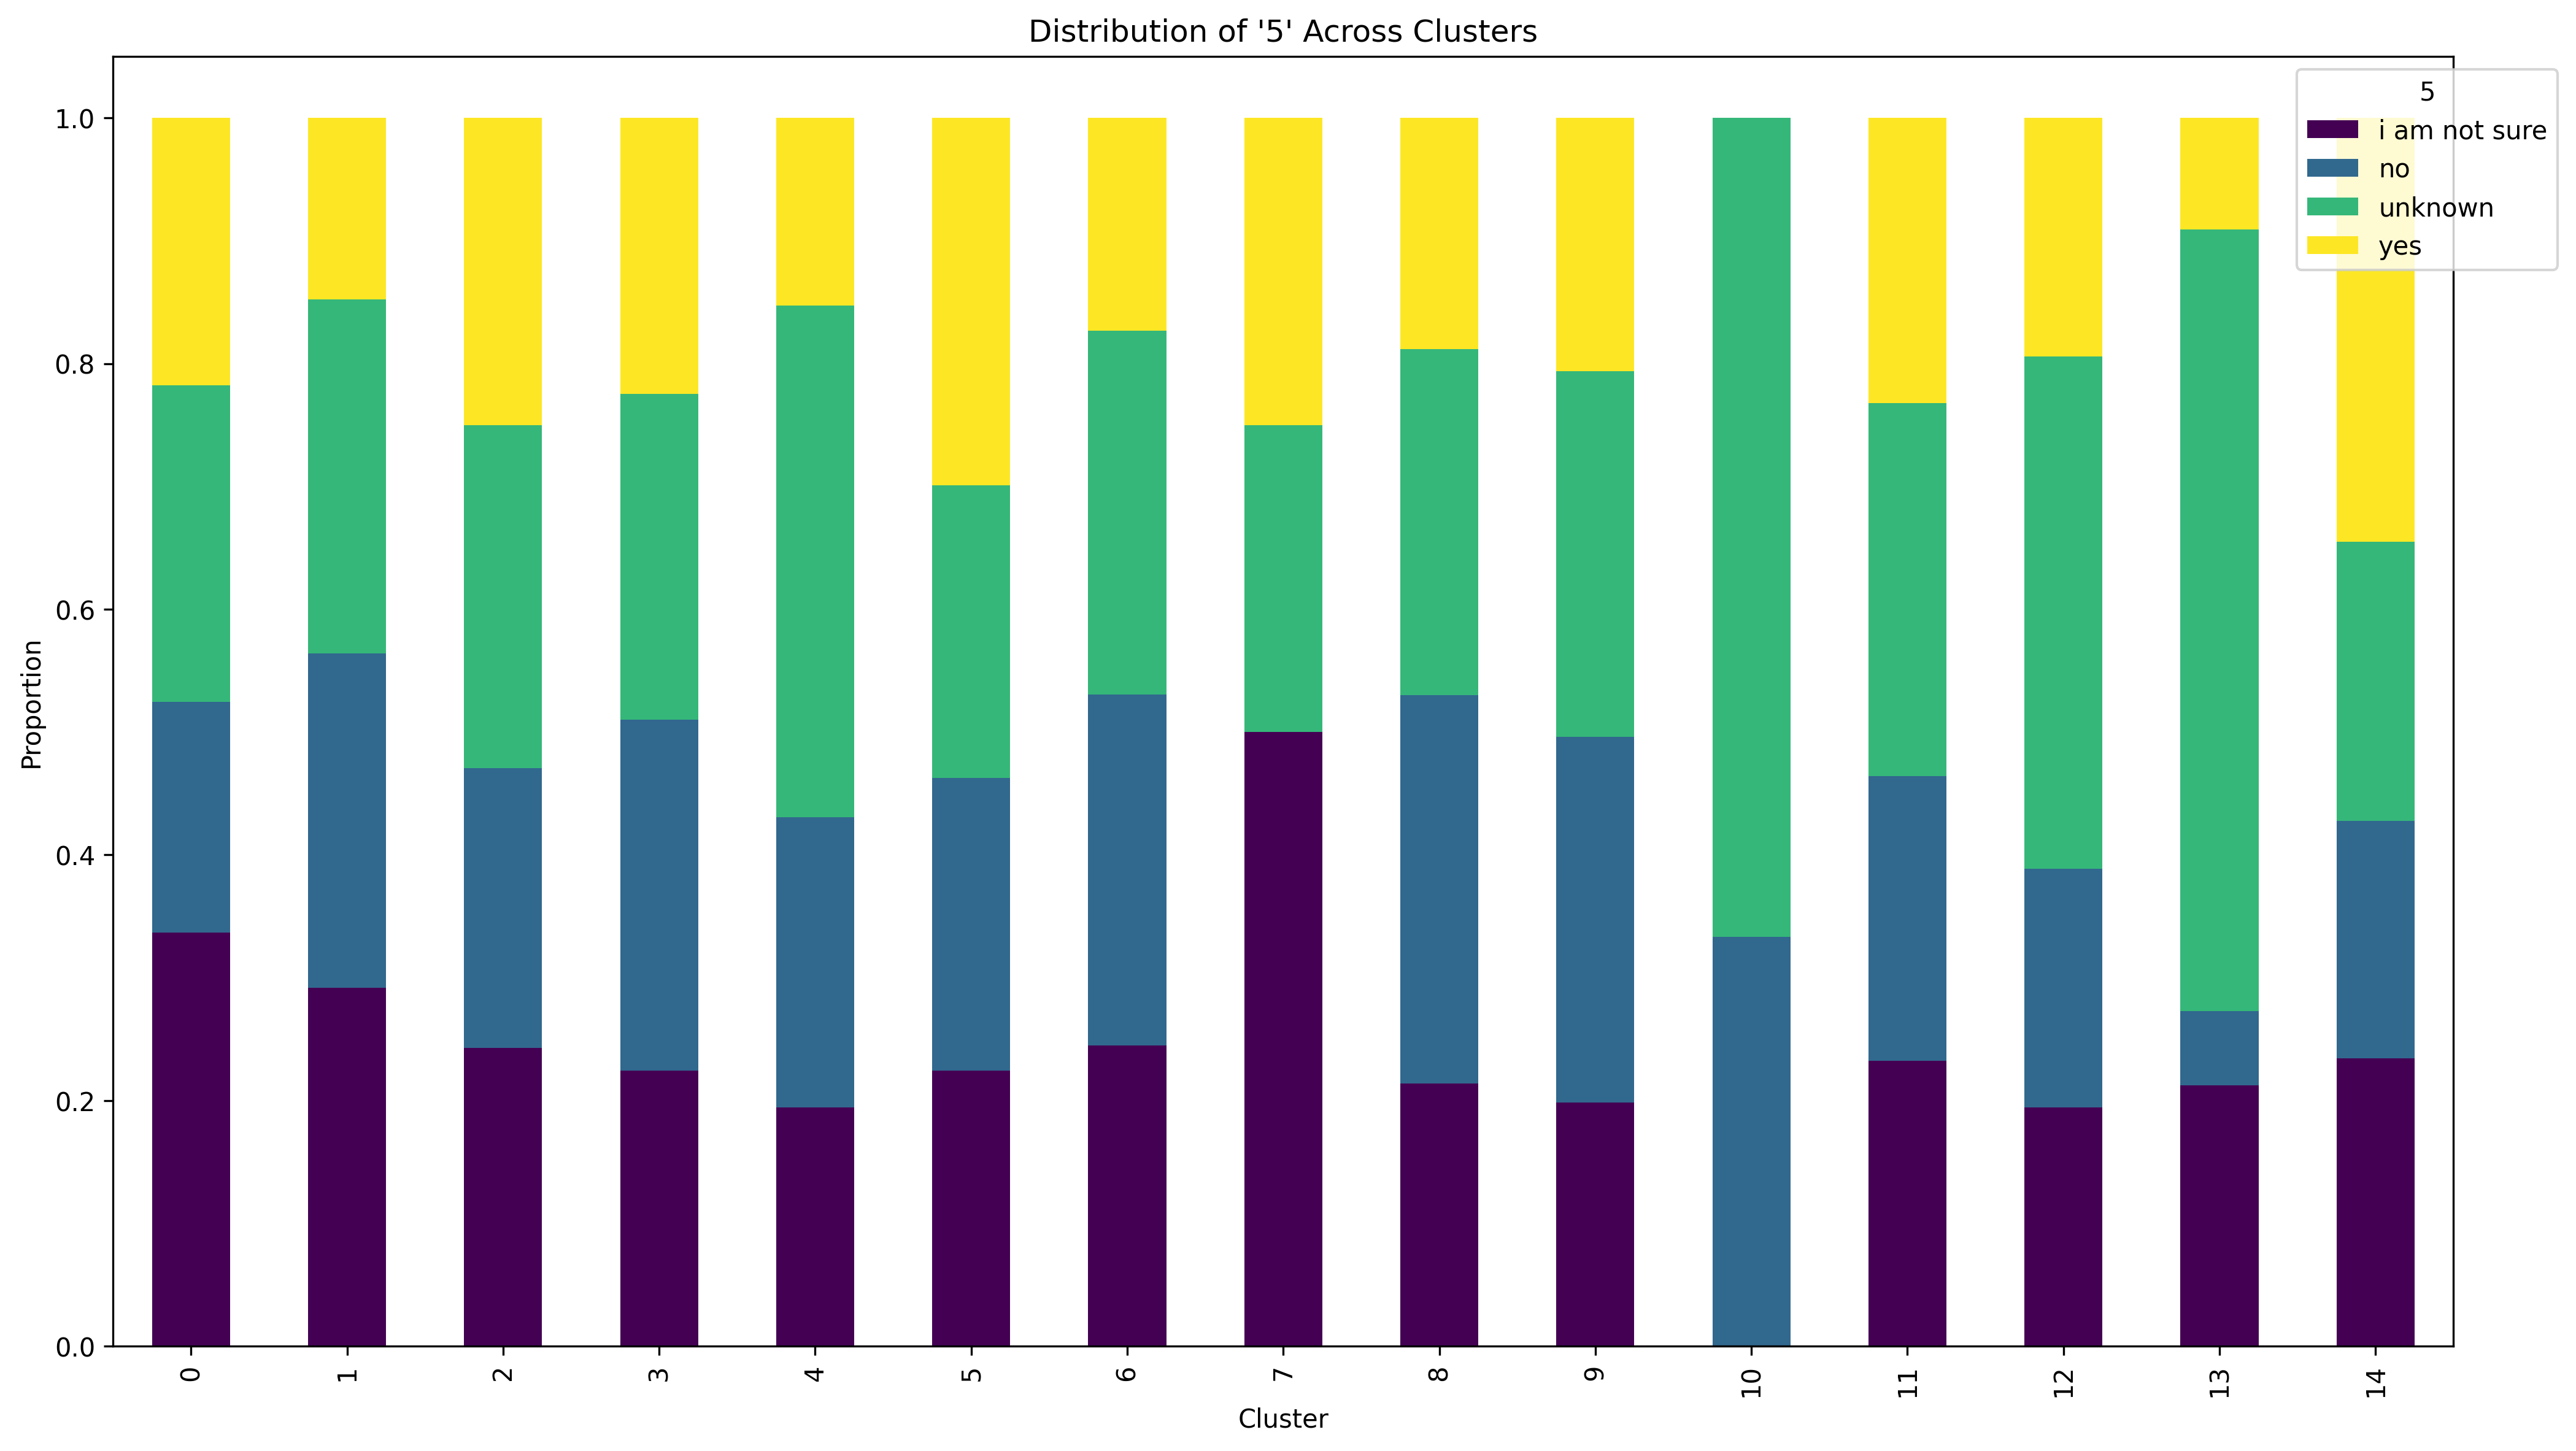 Distribution of '5' Across Clusters
5
i am not sure
no
unknown
yes
Proportion
1.0
0.8
0.6
0.4
0.2
0.0
0 1 2 3 4 5 6 7 8 9 10 11 12 13 14
Cluster